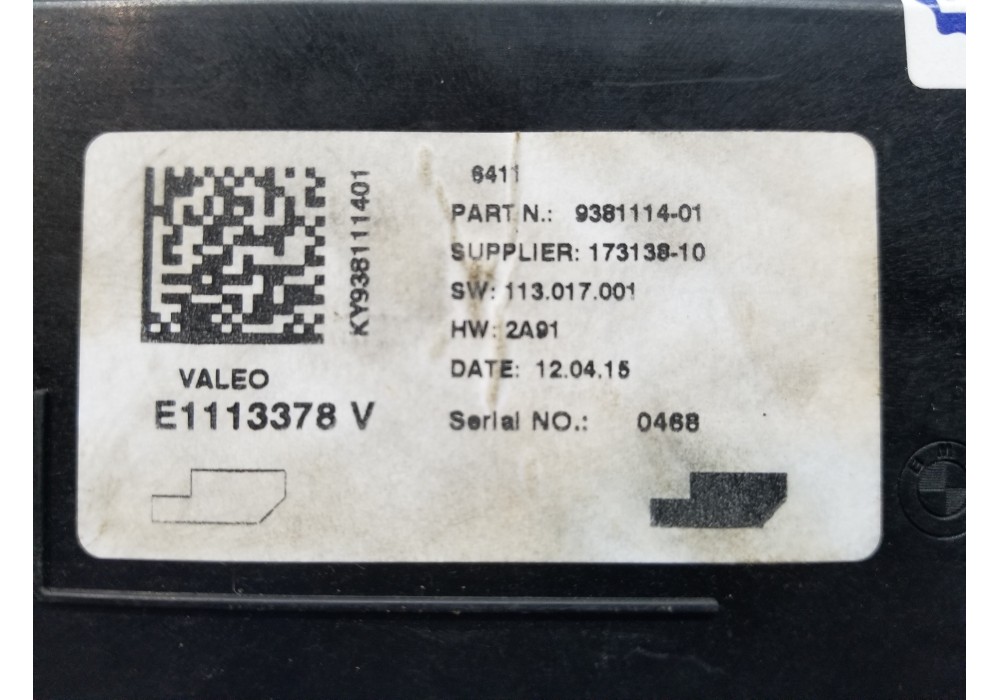 6411
PART N.: 9381114-01
SUPPLIER: 173138-10
SW: 113.017.001
HW: 2A91
DATE: 12.04.15
Serial NO.: 0468
KY938111401
VALEO
E1113378 V
BMW